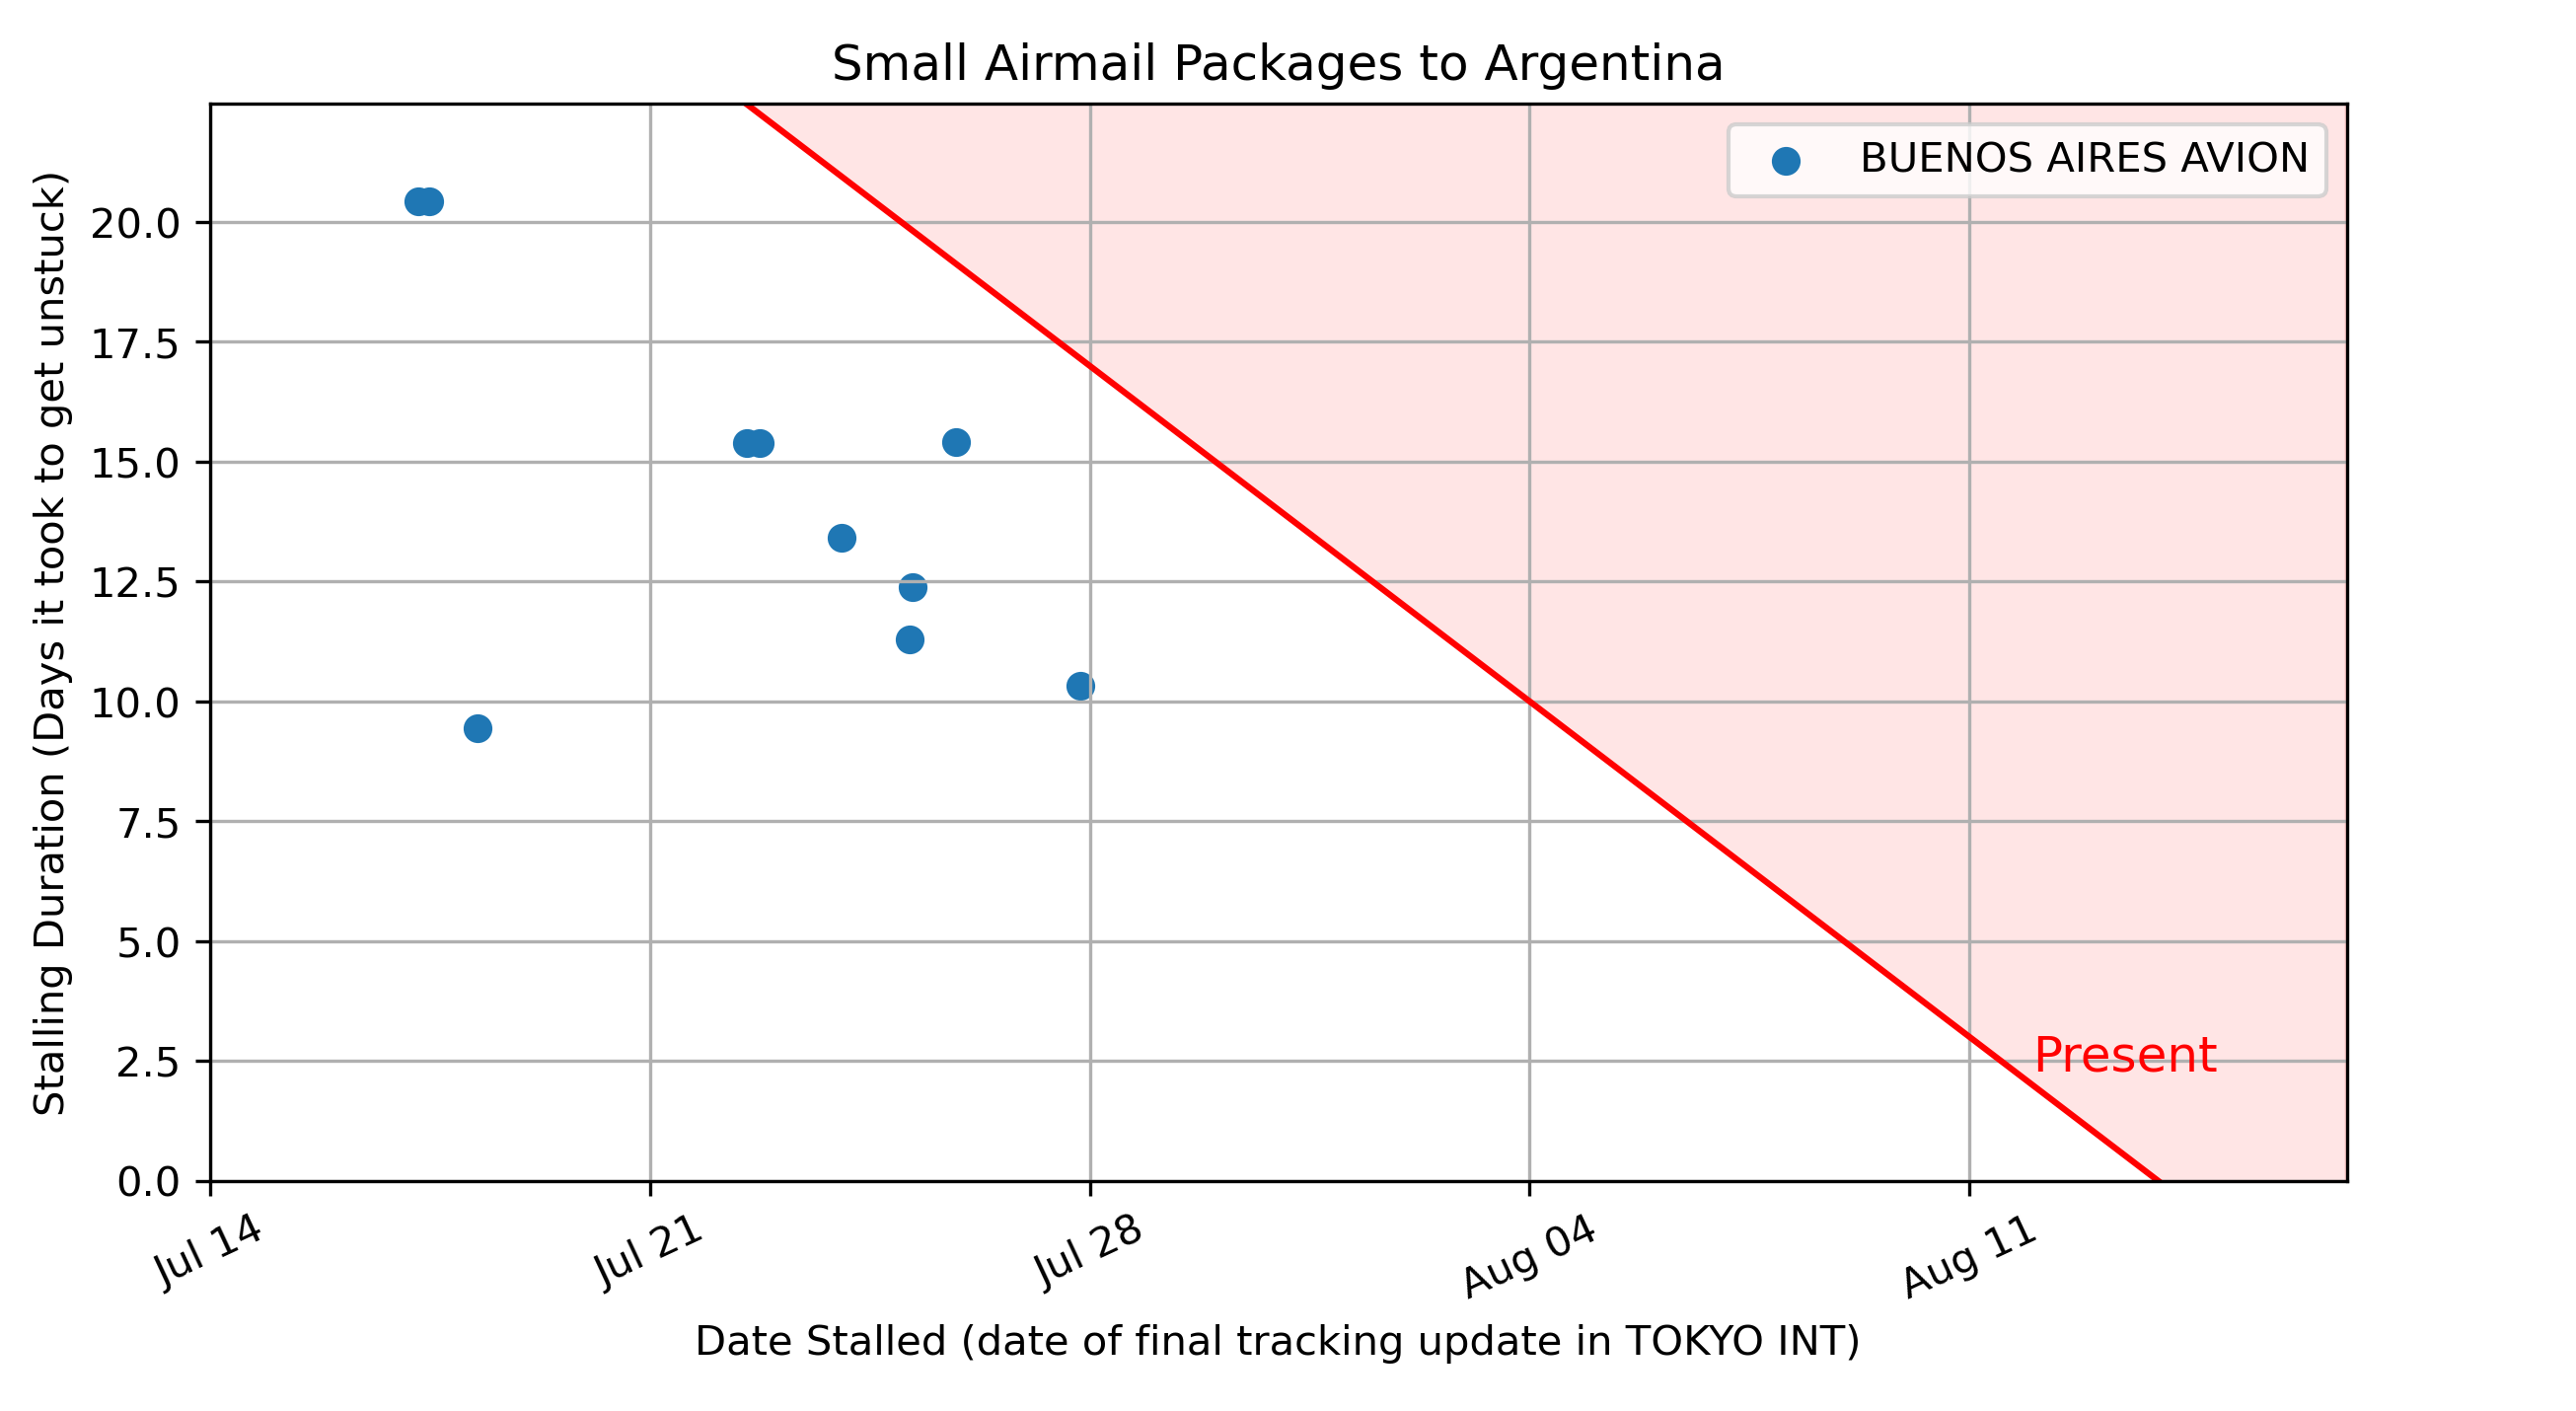 Small Airmail Packages to Argentina
BUENOS AIRES AVION
Stalling Duration (Days it took to get unstuck)
20.0
17.5
15.0
12.5
10.0
7.5
5.0
2.5
0.0
Present
Jul 14
Jul 21
Jul 28
Aug 04
Aug 11
Date Stalled (date of final tracking update in TOKYO INT)